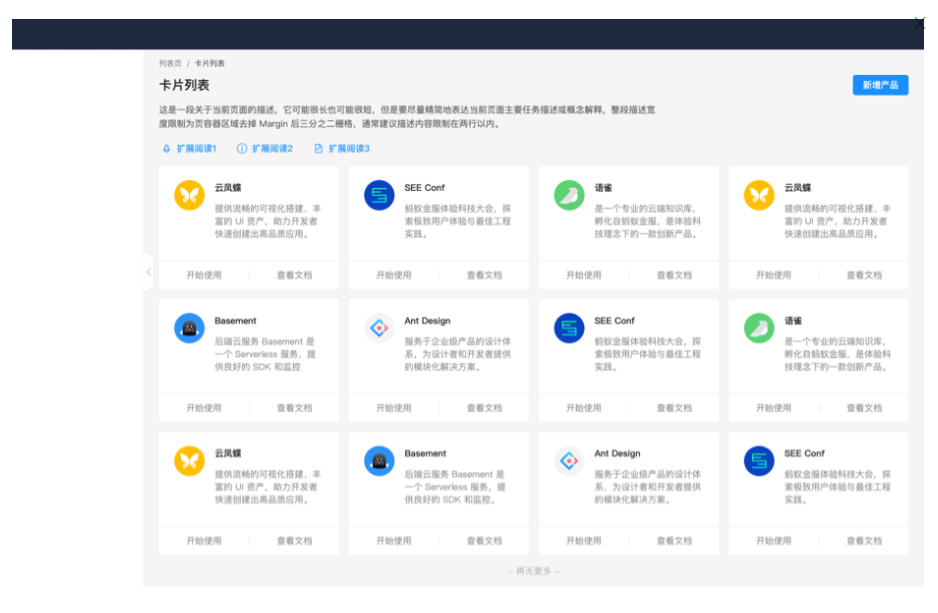 列表页 / 卡片列表
卡片列表
新增产品
这是一段关于当前页面的描述，它可能很长也可能很短，但是要尽量精简地表达当前页面主要任务描述或概念解释，整段描述宽
度限制为页容器区域去掉 Margin 后三分之二栅格，通常建议描述内容限制在两行以内。
扩展阅读1 扩展阅读2 扩展阅读3
云凤蝶
提供流畅的可视化搭建、丰
富的 UI 资产，助力开发者
快速创建出高品质应用。
开始使用 查看文档
SEE Conf
蚂蚁金服体验科技大会，探
索极致用户体验与最佳工程
实践。
开始使用 查看文档
语雀
是一个专业的云端知识库，
孵化自蚂蚁金服，是体验科
技理念下的一款创新产品。
开始使用 查看文档
云凤蝶
提供流畅的可视化搭建、丰
富的 UI 资产，助力开发者
快速创建出高品质应用。
开始使用 查看文档
Basement
后端云服务 Basement 是
一个 Serverless 服务，提
供良好的 SDK 和监控
开始使用 查看文档
Ant Design
服务于企业级产品的设计体
系，为设计者和开发者提供
的模块化解决方案。
开始使用 查看文档
SEE Conf
蚂蚁金服体验科技大会，探
索极致用户体验与最佳工程
实践。
开始使用 查看文档
语雀
是一个专业的云端知识库，
孵化自蚂蚁金服，是体验科
技理念下的一款创新产品。
开始使用 查看文档
云凤蝶
提供流畅的可视化搭建、丰
富的 UI 资产，助力开发者
快速创建出高品质应用。
开始使用 查看文档
Basement
后端云服务 Basement 是
一个 Serverless 服务，提
供良好的 SDK 和监控。
开始使用 查看文档
Ant Design
服务于企业级产品的设计体
系，为设计者和开发者提供
的模块化解决方案。
开始使用 查看文档
SEE Conf
蚂蚁金服体验科技大会，探
索极致用户体验与最佳工程
实践。
开始使用 查看文档
– 再无更多 –